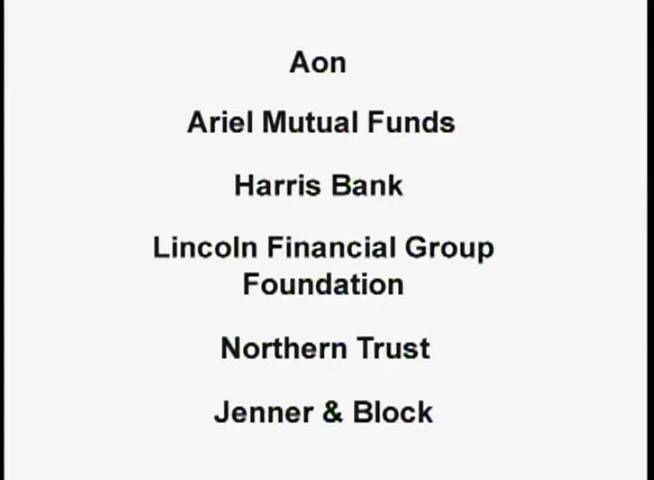 Aon
Ariel Mutual Funds
Harris Bank
Lincoln Financial Group
Foundation
Northern Trust
Jenner & Block